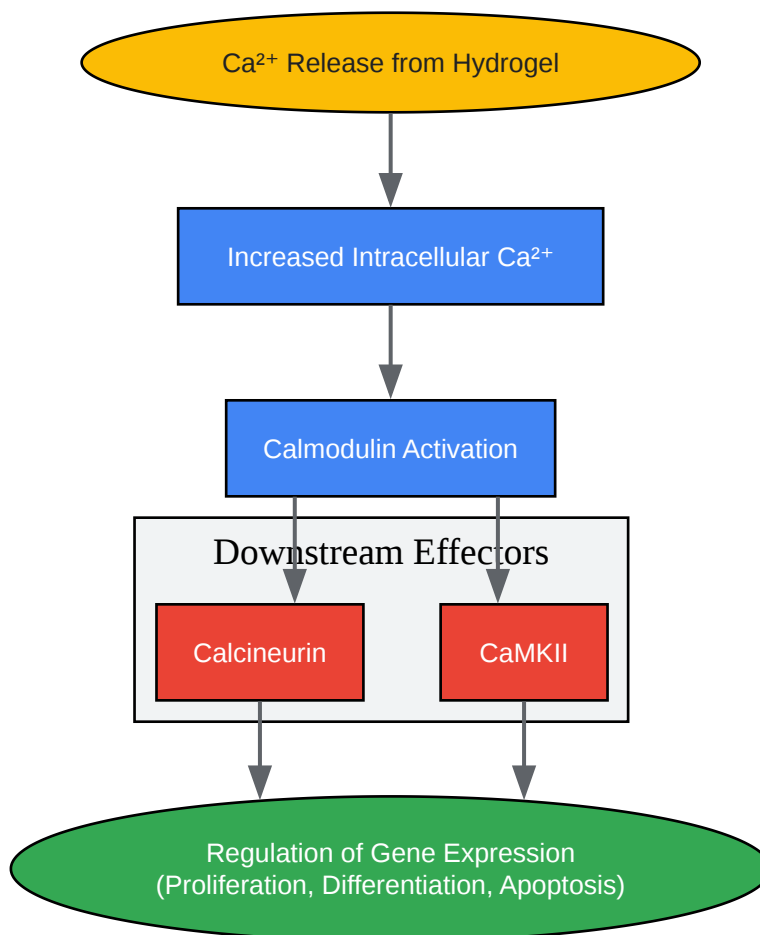 Ca²⁺ Release from Hydrogel
Increased Intracellular Ca²⁺
Calmodulin Activation
Downstream Effectors
Calcineurin
CaMKII
Regulation of Gene Expression
(Proliferation, Differentiation, Apoptosis)